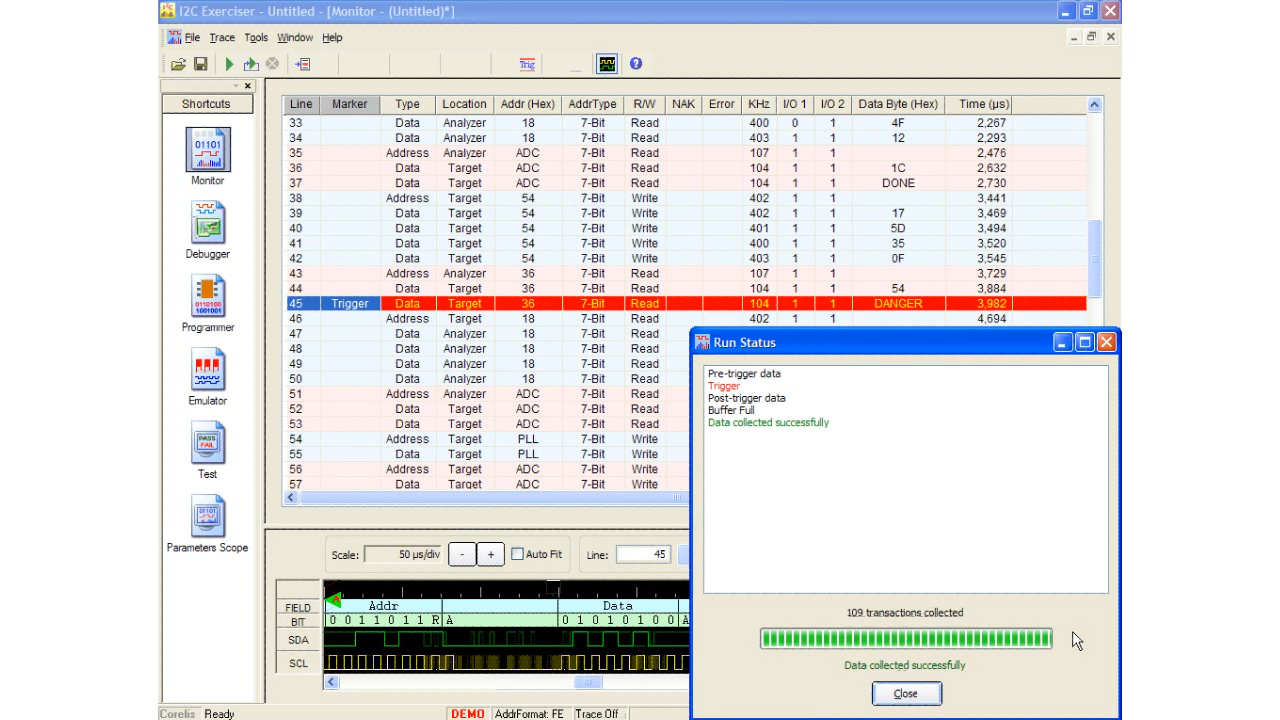 I2C Exerciser - Untitled - [Monitor - (Untitled)*]
File Trace Tools Window Help
Trig
Shortcuts
Monitor
Debugger
Programmer
Emulator
Test
Parameters Scope
Line Marker Type Location Addr (Hex) AddrType R/W NAK Error KHz I/O 1 I/O 2 Data Byte (Hex) Time (µs)
33 Data Analyzer 18 7-Bit Read 400 0 1 4F 2,267
34 Data Analyzer 18 7-Bit Read 403 1 1 12 2,293
35 Address Analyzer ADC 7-Bit Read 107 1 1 2,476
36 Data Target ADC 7-Bit Read 104 1 1 1C 2,632
37 Data Target ADC 7-Bit Read 104 1 1 DONE 2,730
38 Address Target 54 7-Bit Write 402 1 1 3,441
39 Data Target 54 7-Bit Write 402 1 1 17 3,469
40 Data Target 54 7-Bit Write 401 1 1 5D 3,494
41 Data Target 54 7-Bit Write 400 1 1 35 3,520
42 Data Target 54 7-Bit Write 403 1 1 0F 3,545
43 Address Analyzer 36 7-Bit Read 107 1 1 3,729
44 Data Target 36 7-Bit Read 104 1 1 54 3,884
45 Trigger Data Target 36 7-Bit Read 104 1 1 DANGER 3,982
46 Address Target 18 7-Bit Write 402 1 1 4,694
47 Data Analyzer 18 7-Bit Read
48 Data Analyzer 18 7-Bit Read
49 Data Analyzer 18 7-Bit Read
50 Data Analyzer 18 7-Bit Read
51 Address Analyzer ADC 7-Bit Read
52 Data Target ADC 7-Bit Read
53 Data Target ADC 7-Bit Read
54 Address Target PLL 7-Bit Write
55 Data Target PLL 7-Bit Write
56 Address Target ADC 7-Bit Write
57 Data Target ADC 7-Bit Write
Run Status
Pre-trigger data
Trigger
Post-trigger data
Buffer Full
Data collected successfully
109 transactions collected
Data collected successfully
Close
Scale: 50 µs/div - + Auto Fit Line: 45
FIELD Addr Data
BIT 0 0 1 1 0 1 1 R A 0 1 0 1 0 1 0 0 A
SDA
SCL
Corelis Ready DEMO AddrFormat: FE Trace Off